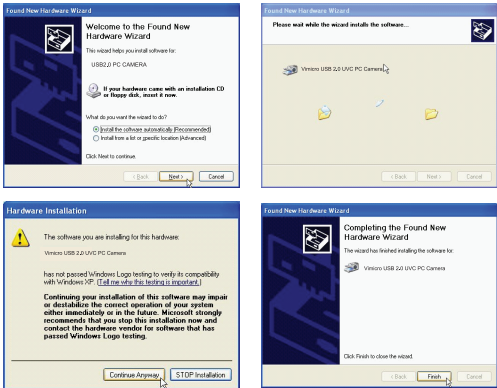 Found New Hardware Wizard
Welcome to the Found New
Hardware Wizard
This wizard helps you install software for:
USB2.0 PC CAMERA
If your hardware came with an installation CD
or floppy disk, insert it now.
What do you want the wizard to do?
Install the software automatically (Recommended)
Install from a list or specific location (Advanced)
Click Next to continue.
< Back
Next >
Cancel
Found New Hardware Wizard
Please wait while the wizard installs the software...
Vimicro USB 2.0 UVC PC Camera
< Back
Next >
Cancel
Hardware Installation
The software you are installing for this hardware:
Vimicro USB 2.0 UVC PC Camera
has not passed Windows Logo testing to verify its compatibility
with Windows XP. (Tell me why this testing is important.)
Continuing your installation of this software may impair
or destabilize the correct operation of your system
either immediately or in the future. Microsoft strongly
recommends that you stop this installation now and
contact the hardware vendor for software that has
passed Windows Logo testing.
Continue Anyway
STOP Installation
Found New Hardware Wizard
Completing the Found New
Hardware Wizard
The wizard has finished installing the software for:
Vimicro USB 2.0 UVC PC Camera
Click Finish to close the wizard.
< Back
Finish
Cancel